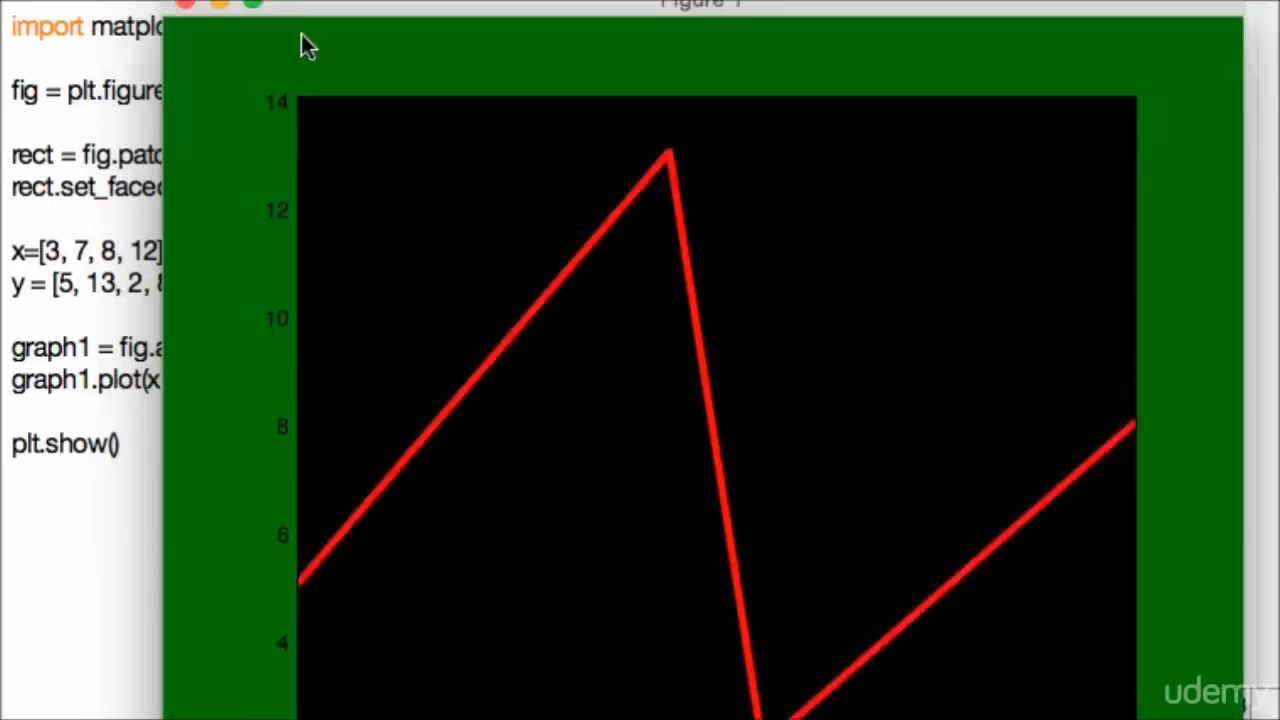 Figure 1
import matplo
fig = plt.figure
rect = fig.patc
rect.set_facec
x=[3, 7, 8, 12]
y = [5, 13, 2, 8
graph1 = fig.a
graph1.plot(x
plt.show()
14
12
10
8
6
4
udemy